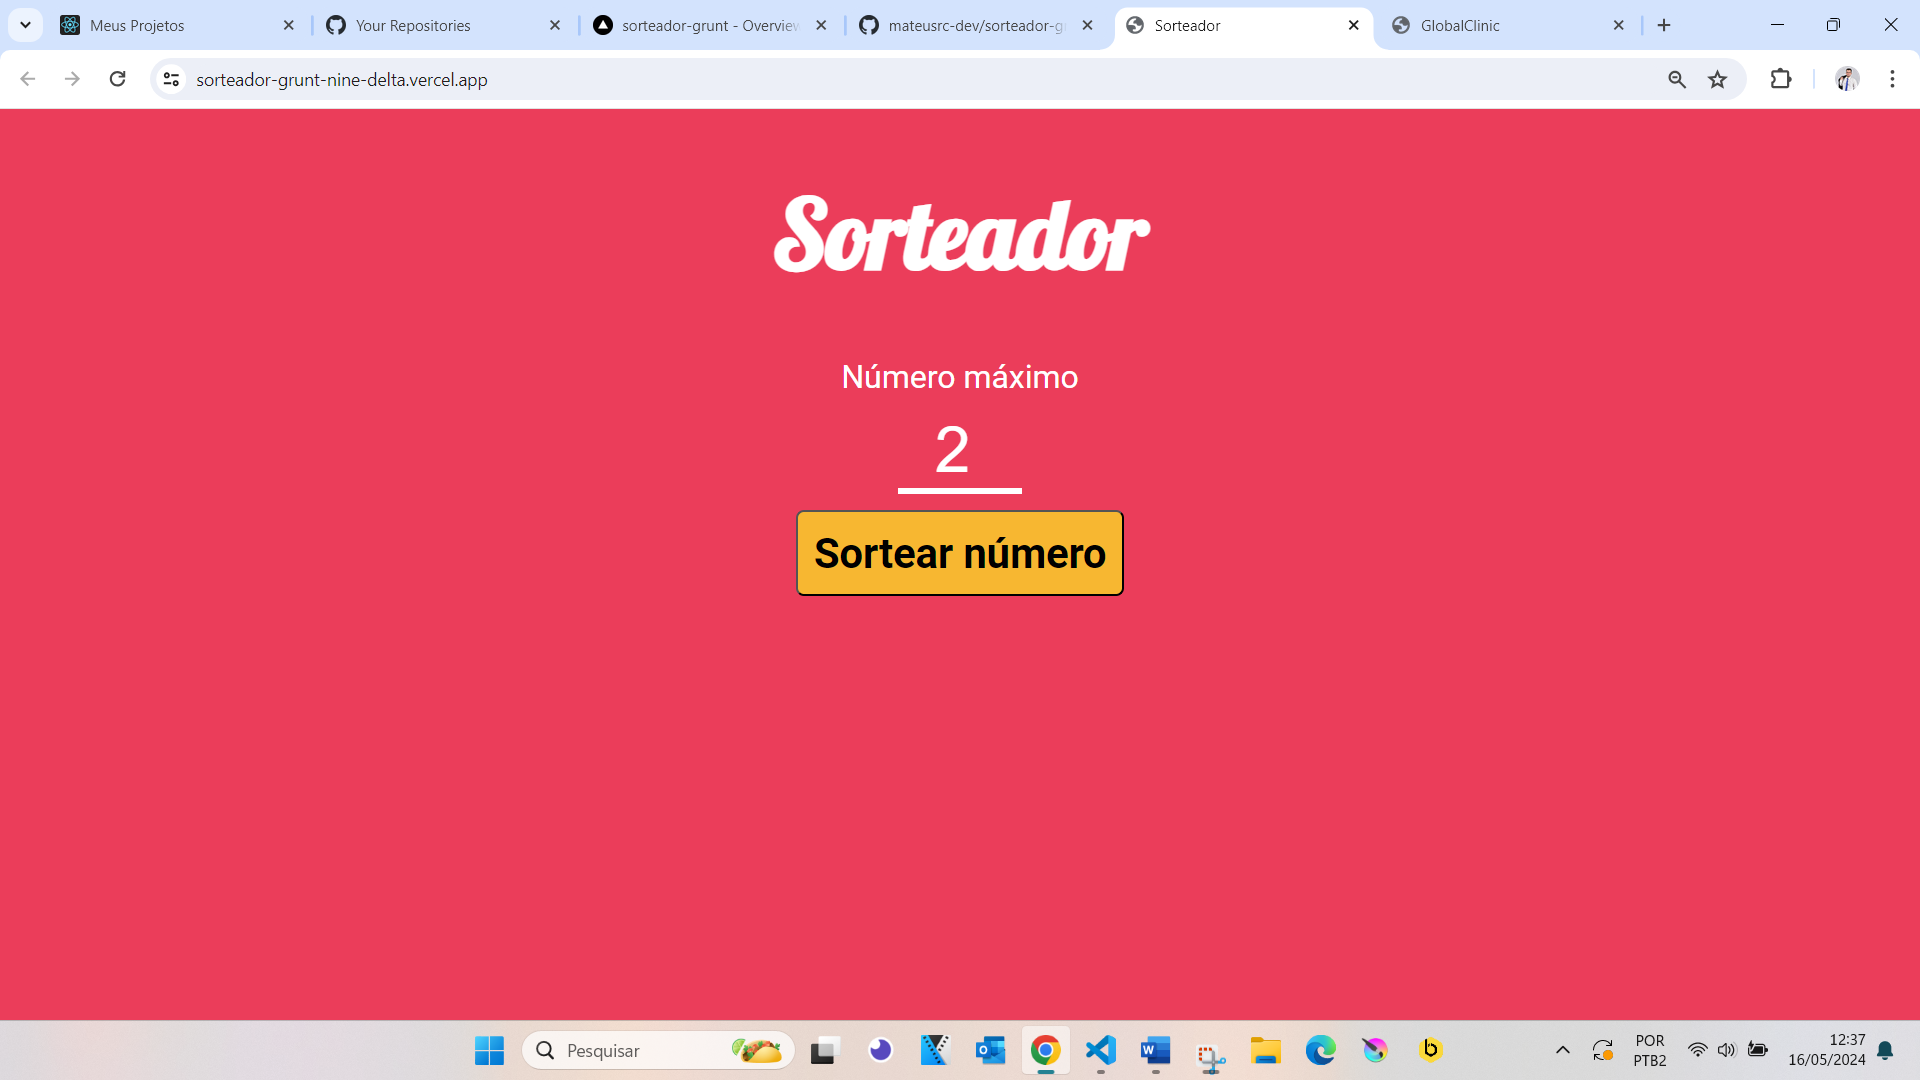 Meus Projetos
Your Repositories
sorteador-grunt - Overview
mateusrc-dev/sorteador-g
Sorteador
GlobalClinic
sorteador-grunt-nine-delta.vercel.app
Sorteador
Número máximo
2
Sortear número
Pesquisar
POR
PTB2
12:37
16/05/2024